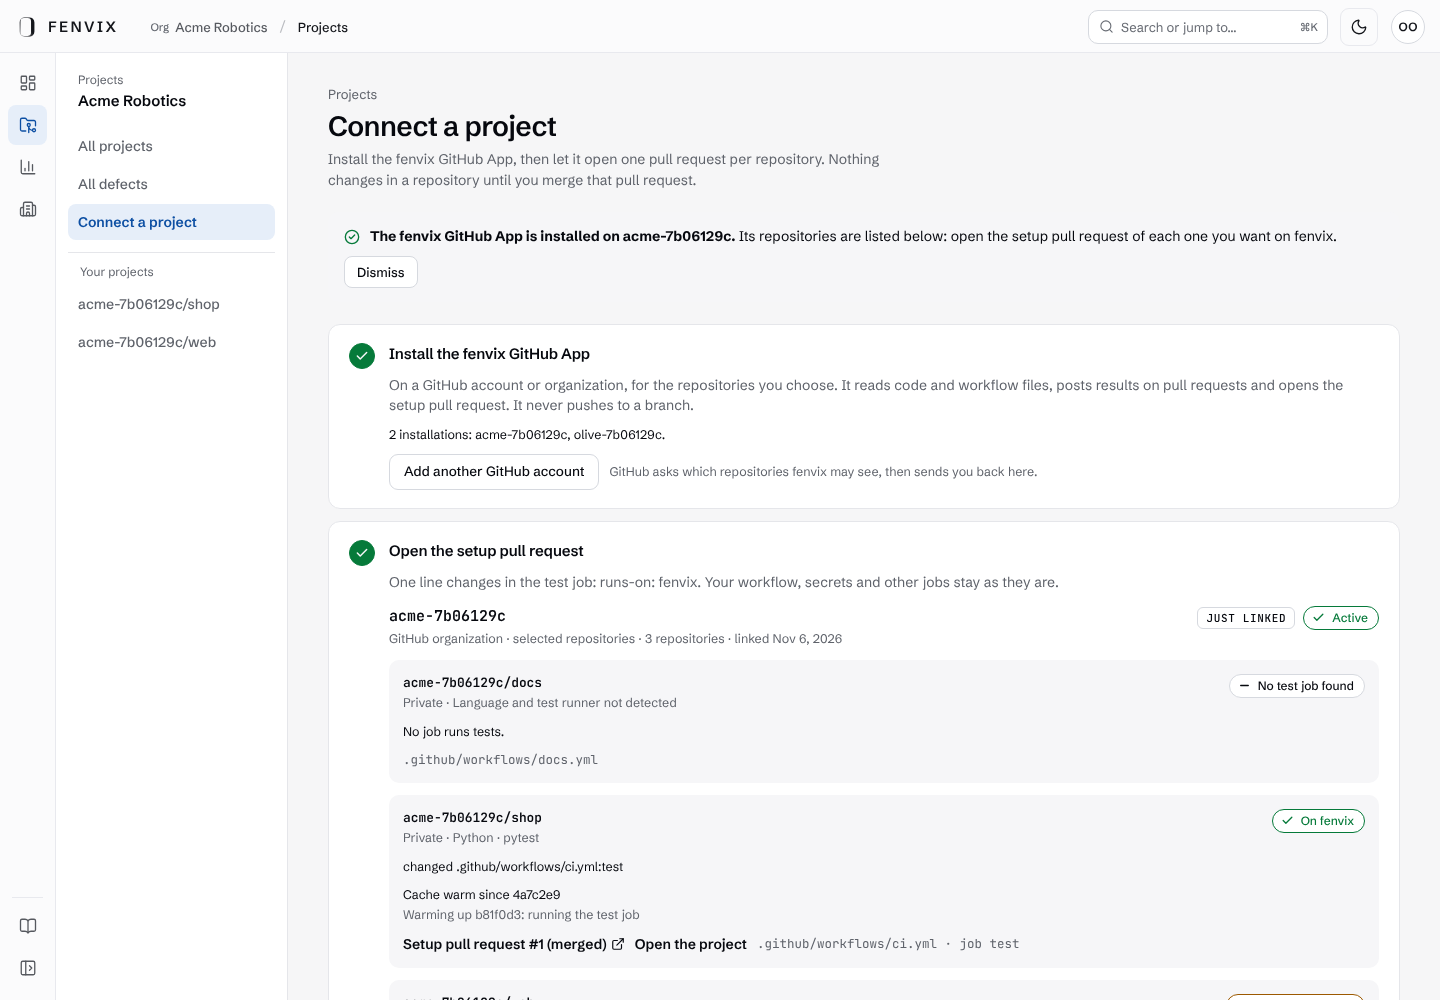 FENVIX
Org Acme Robotics / Projects
Search or jump to... ⌘K
OO
Projects
Acme Robotics
All projects
All defects
Connect a project
Your projects
acme-7b06129c/shop
acme-7b06129c/web
Projects
Connect a project
Install the fenvix GitHub App, then let it open one pull request per repository. Nothing
changes in a repository until you merge that pull request.
The fenvix GitHub App is installed on acme-7b06129c. Its repositories are listed below: open the setup pull request of each one you want on fenvix.
Dismiss
Install the fenvix GitHub App
On a GitHub account or organization, for the repositories you choose. It reads code and workflow files, posts results on pull requests and opens the
setup pull request. It never pushes to a branch.
2 installations: acme-7b06129c, olive-7b06129c.
Add another GitHub account GitHub asks which repositories fenvix may see, then sends you back here.
Open the setup pull request
One line changes in the test job: runs-on: fenvix. Your workflow, secrets and other jobs stay as they are.
acme-7b06129c JUST LINKED Active
GitHub organization · selected repositories · 3 repositories · linked Nov 6, 2026
acme-7b06129c/docs No test job found
Private · Language and test runner not detected
No job runs tests.
.github/workflows/docs.yml
acme-7b06129c/shop On fenvix
Private · Python · pytest
changed .github/workflows/ci.yml:test
Cache warm since 4a7c2e9
Warming up b81f0d3: running the test job
Setup pull request #1 (merged) Open the project .github/workflows/ci.yml · job test